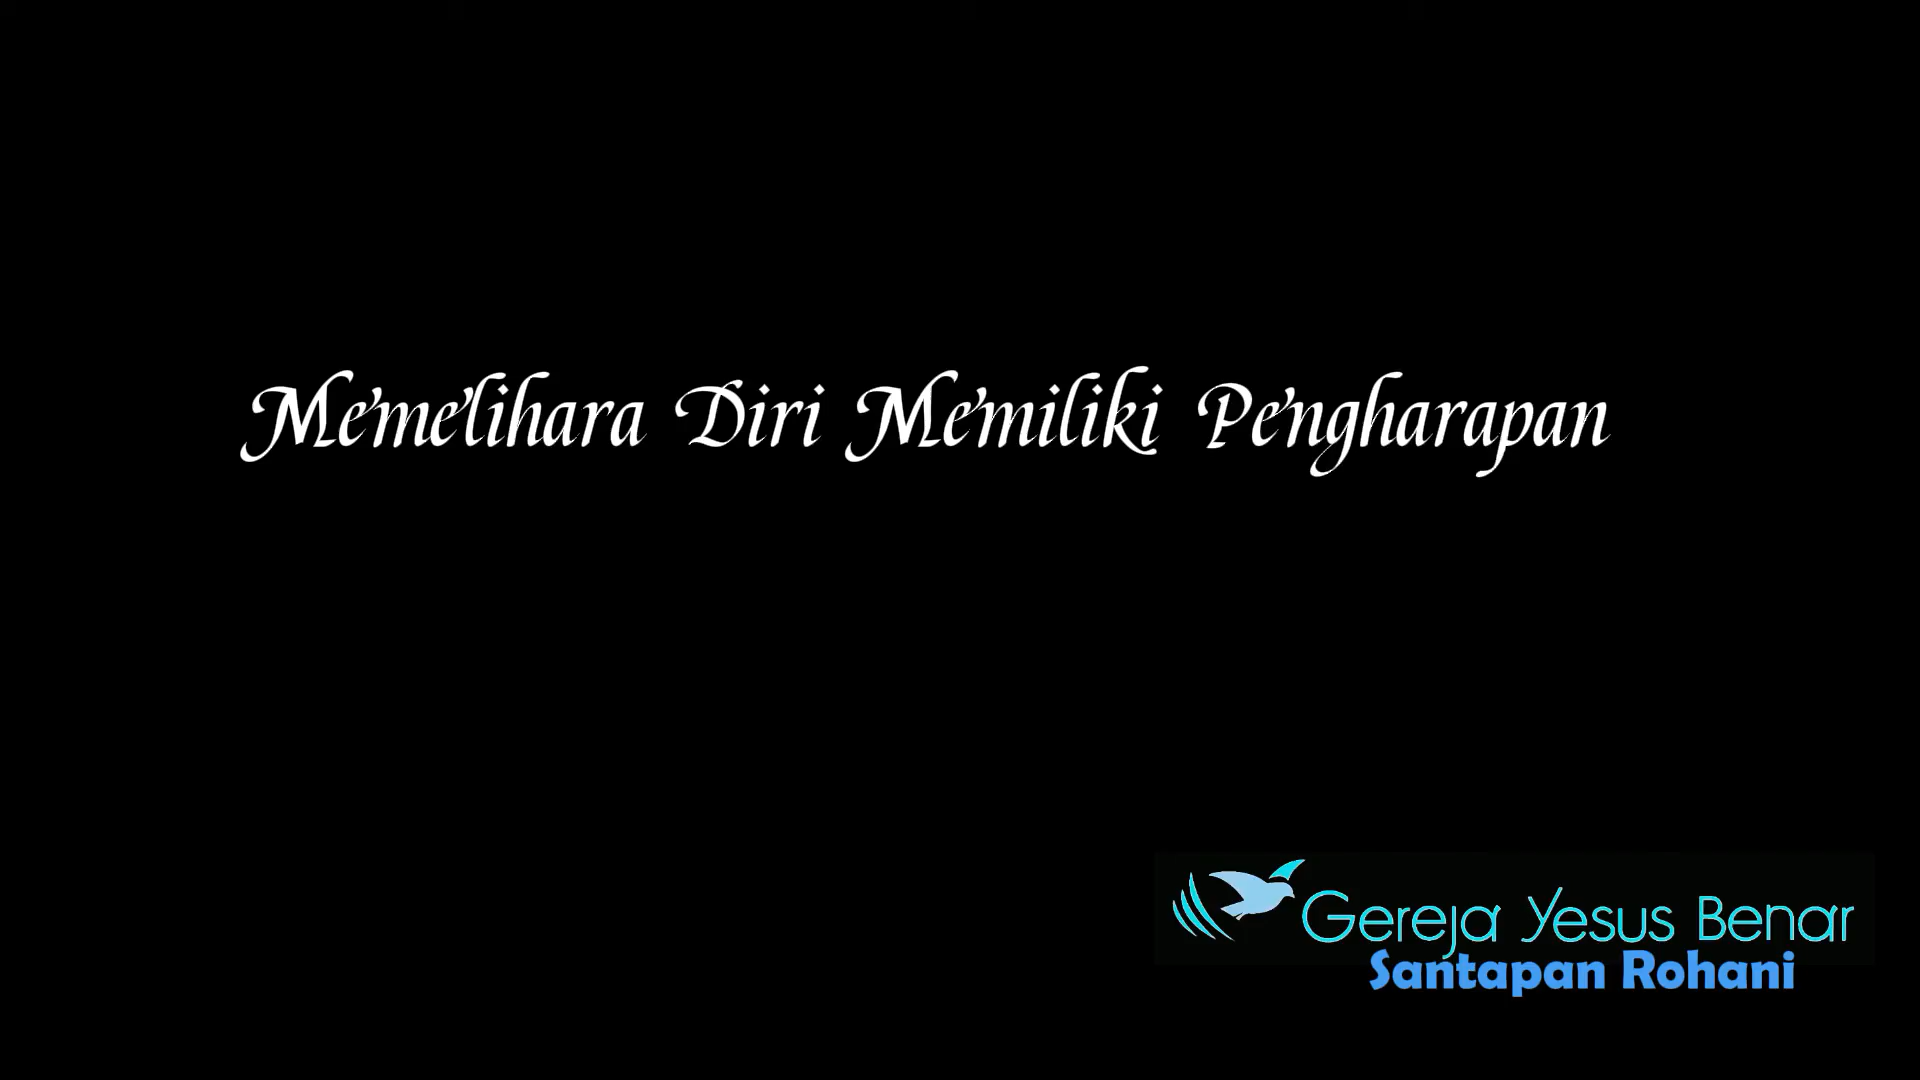 Memelihara Diri Memiliki Pengharapan
Gereja Yesus Benar
Santapan Rohani